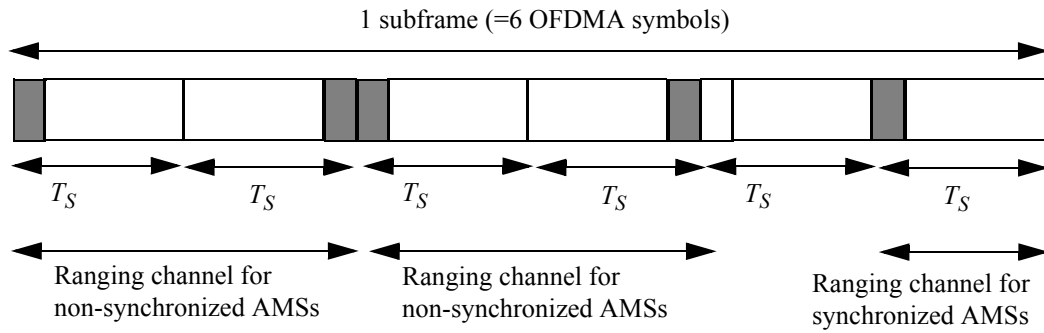 1 subframe (=6 OFDMA symbols)
T_S
T_S
T_S
T_S
T_S
T_S
Ranging channel for
non-synchronized AMSs
Ranging channel for
non-synchronized AMSs
Ranging channel for
synchronized AMSs